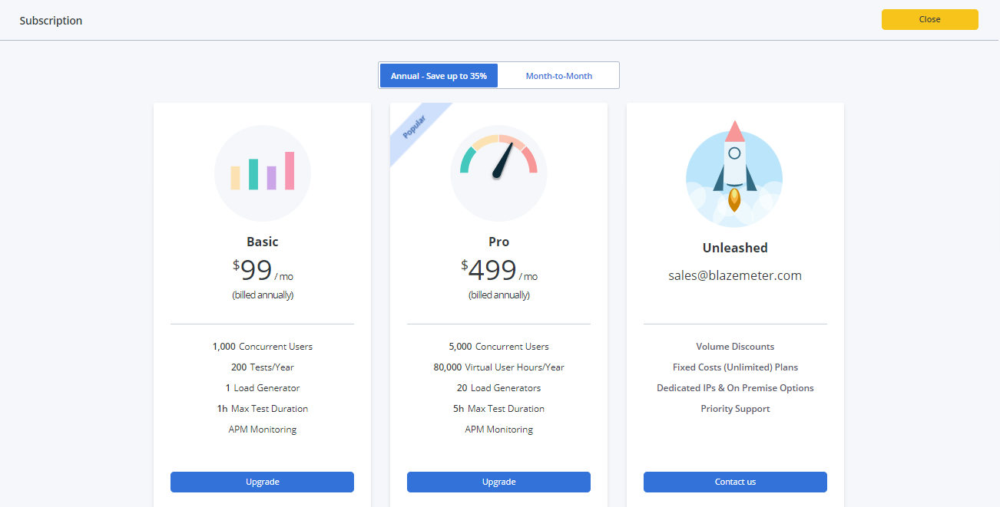 Subscription
Close
Annual - Save up to 35%
Month-to-Month
Popular
Basic
$99 / mo
(billed annually)
1,000 Concurrent Users
200 Tests/Year
1 Load Generator
1h Max Test Duration
APM Monitoring
Upgrade
Pro
$499 / mo
(billed annually)
5,000 Concurrent Users
80,000 Virtual User Hours/Year
20 Load Generators
5h Max Test Duration
APM Monitoring
Upgrade
Unleashed
sales@blazemeter.com
Volume Discounts
Fixed Costs (Unlimited) Plans
Dedicated IPs & On Premise Options
Priority Support
Contact us